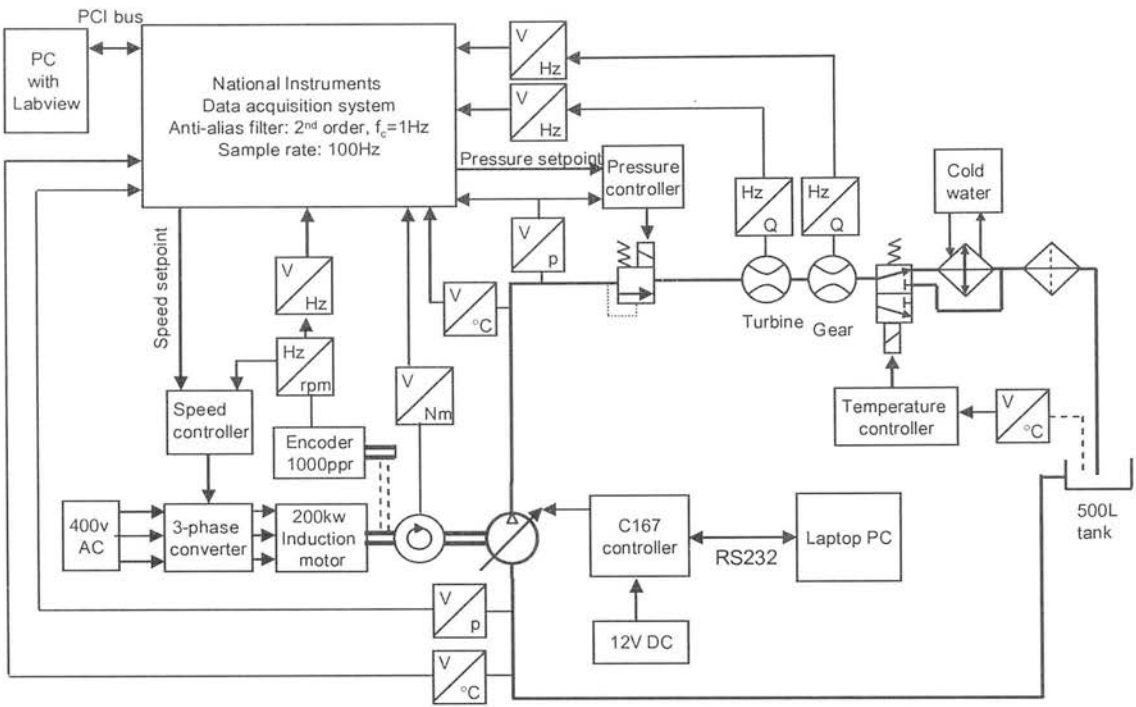 PCI bus
PC
with
Labview
National Instruments
Data acquisition system
Anti-alias filter: 2nd order, fc=1Hz
Sample rate: 100Hz
V
Hz
V
Hz
Pressure setpoint
Pressure
controller
Hz
Q
Hz
Q
Cold
water
V
p
V
°C
Turbine
Gear
Speed setpoint
V
Hz
Hz
rpm
V
Nm
Speed
controller
Encoder
1000ppr
Temperature
controller
V
°C
500L
tank
400v
AC
3-phase
converter
200kw
Induction
motor
C167
controller
RS232
Laptop PC
12V DC
V
p
V
°C